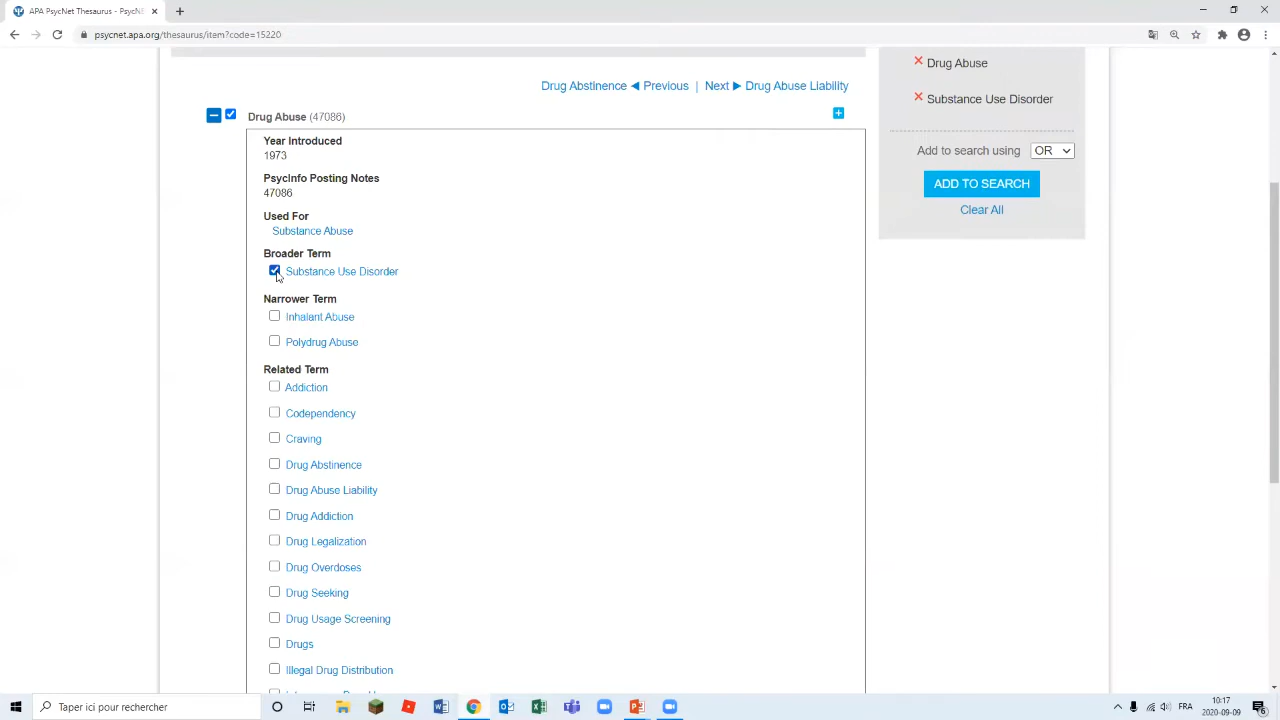 APA PsycNet Thesaurus - PsycNE
psycnet.apa.org/thesaurus/item?code=15220
Drug Abuse
Drug Abstinence ◀ Previous | Next ▶ Drug Abuse Liability
Substance Use Disorder
Drug Abuse (47086)
Year Introduced
1973
Add to search using OR
PsycInfo Posting Notes
47086
ADD TO SEARCH
Clear All
Used For
Substance Abuse
Broader Term
Substance Use Disorder
Narrower Term
Inhalant Abuse
Polydrug Abuse
Related Term
Addiction
Codependency
Craving
Drug Abstinence
Drug Abuse Liability
Drug Addiction
Drug Legalization
Drug Overdoses
Drug Seeking
Drug Usage Screening
Drugs
Illegal Drug Distribution
Taper ici pour rechercher
FRA
10:17
2020-09-09